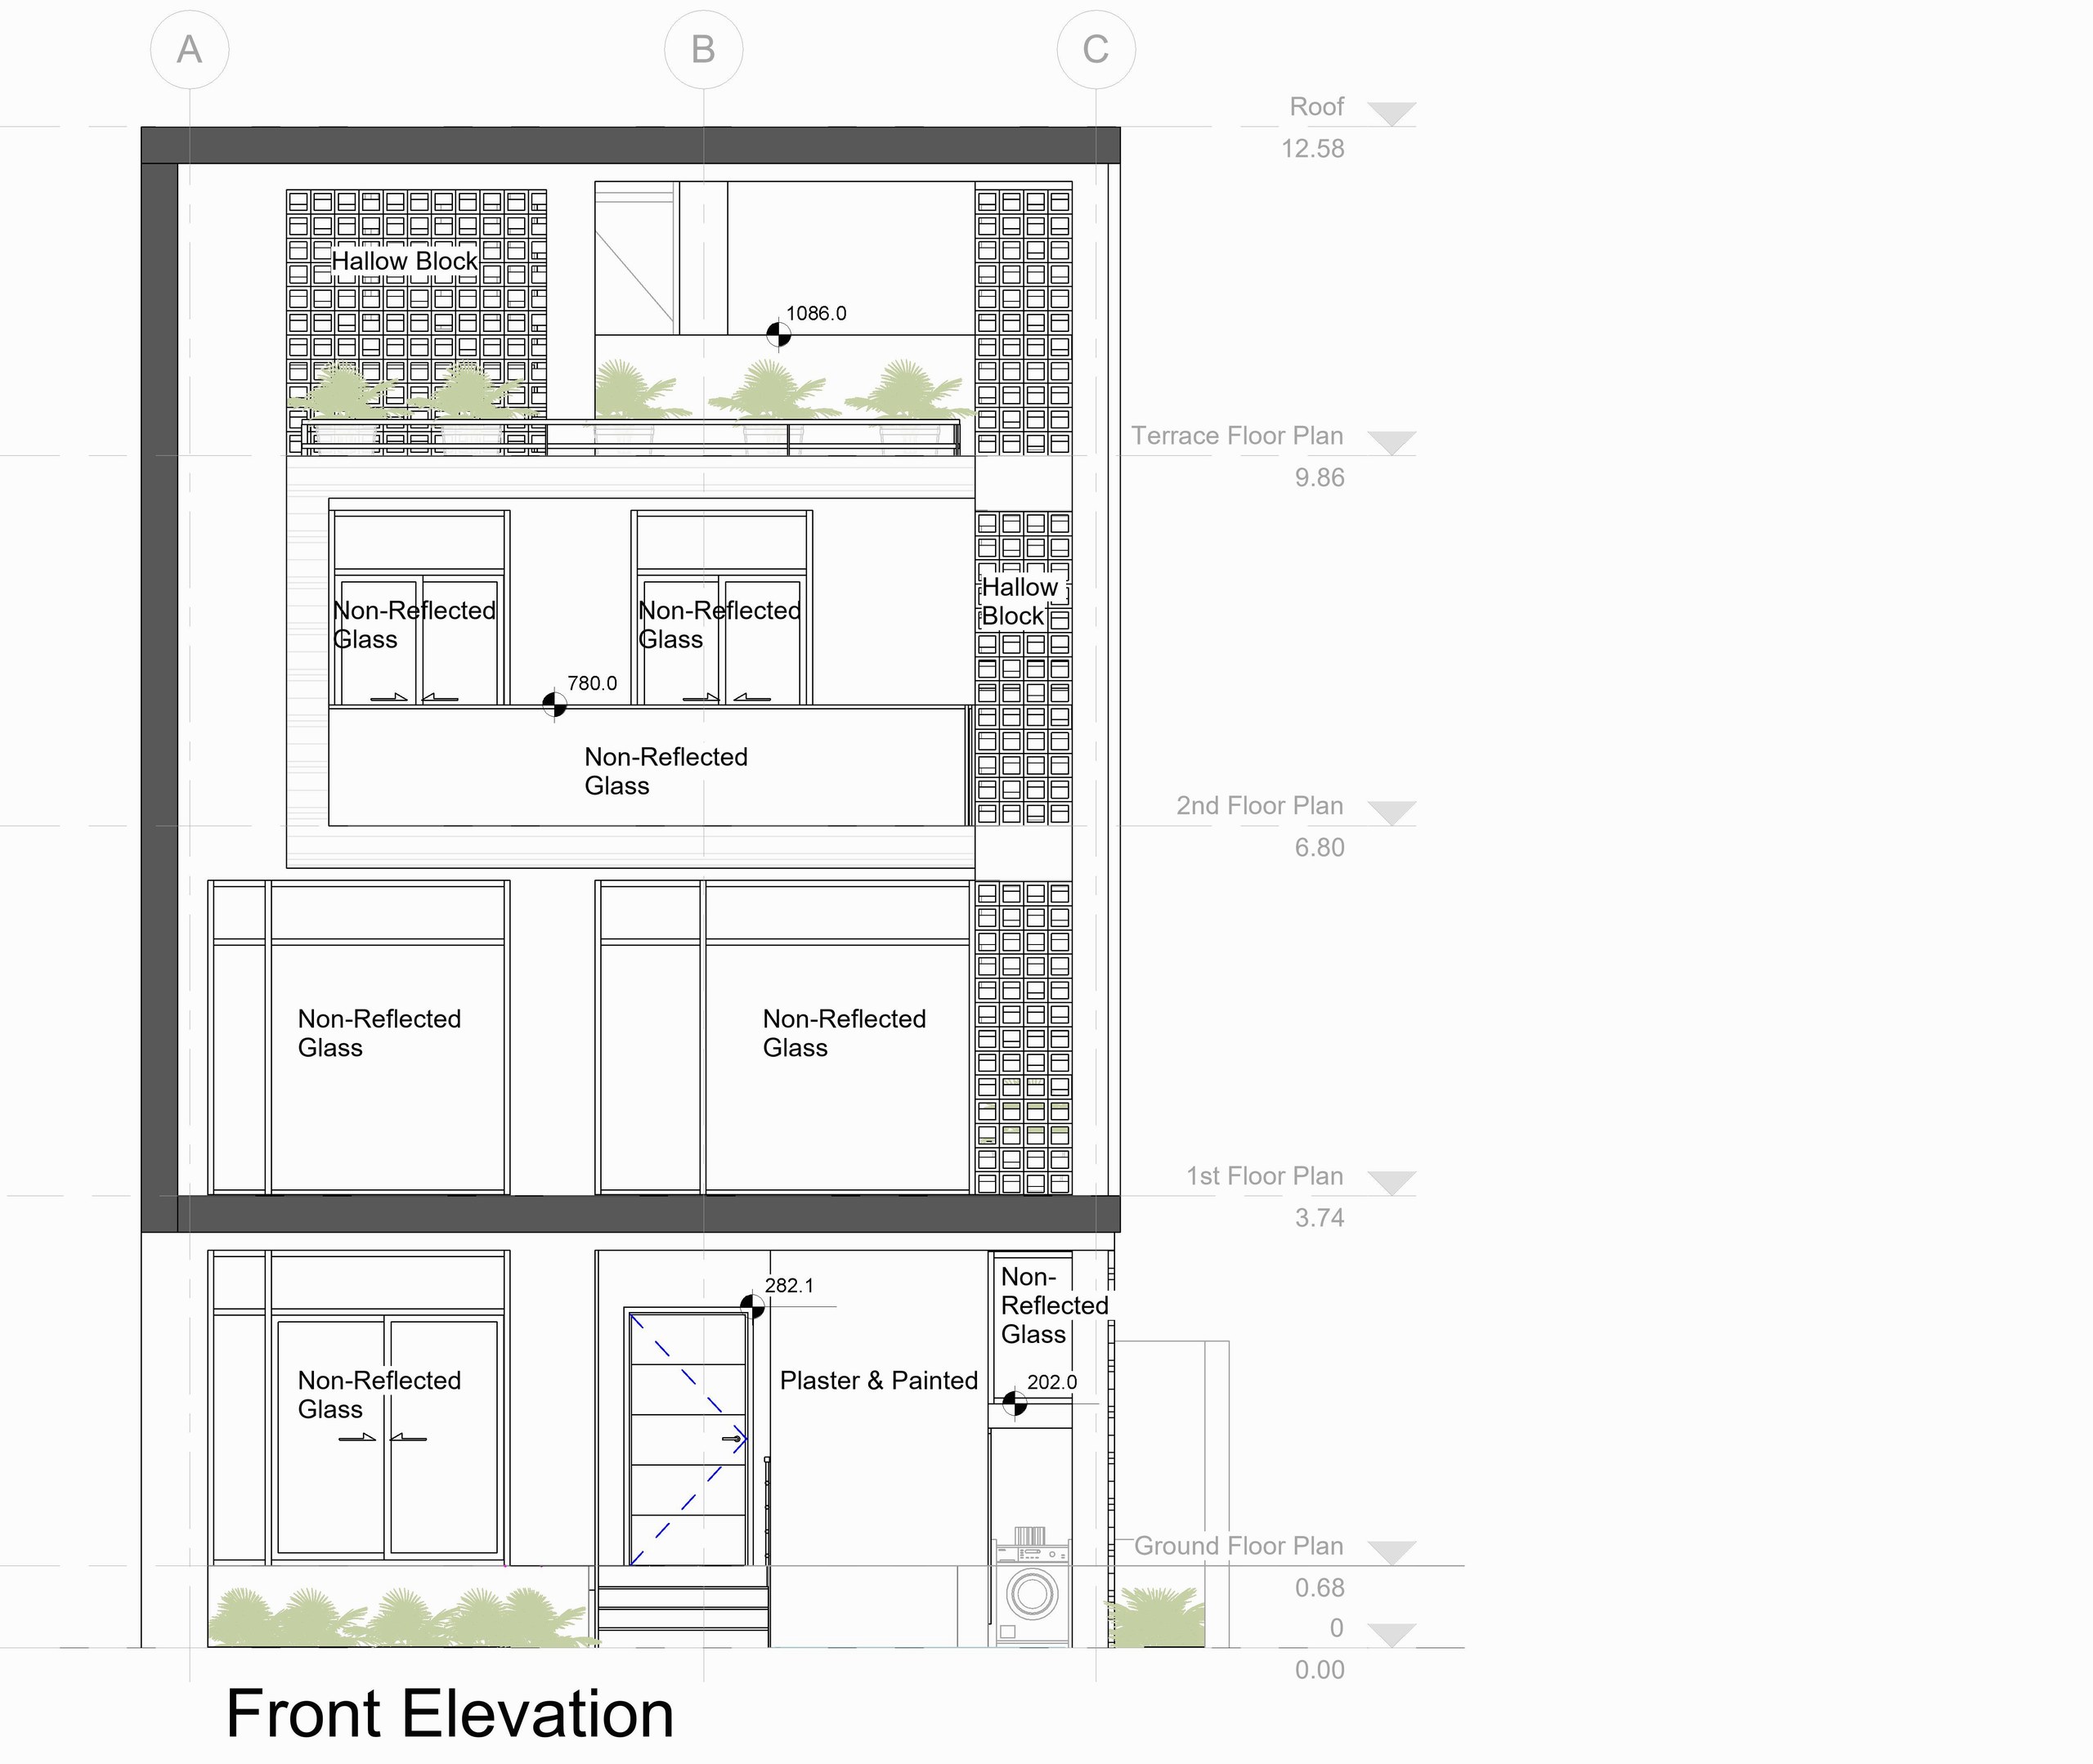 A
B
C
Roof
12.58
Hallow Block
1086.0
Terrace Floor Plan
9.86
Hallow
Block
Non-Reflected
Glass
Non-Reflected
Glass
780.0
Non-Reflected
Glass
2nd Floor Plan
6.80
Non-Reflected
Glass
Non-Reflected
Glass
1st Floor Plan
3.74
Non-
Reflected
Glass
282.1
Non-Reflected
Glass
Plaster & Painted
202.0
Ground Floor Plan
0.68
0
0.00
Front Elevation